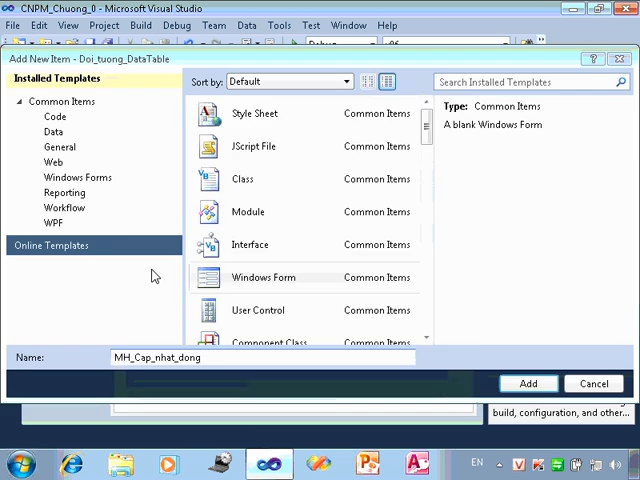 CNPM_Chuong_0 - Microsoft Visual Studio
File Edit View Project Build Debug Team Data Tools Test Window Help
Add New Item - Doi_tuong_DataTable
Installed Templates
Sort by: Default
Search Installed Templates
Common Items
Code
Data
General
Web
Windows Forms
Reporting
Workflow
WPF
Online Templates
Style Sheet Common Items
JScript File Common Items
Class Common Items
Module Common Items
Interface Common Items
Windows Form Common Items
User Control Common Items
Component Class Common Items
Type: Common Items
A blank Windows Form
Name: MH_Cap_nhat_dong
Add Cancel
build, configuration, and other...
EN